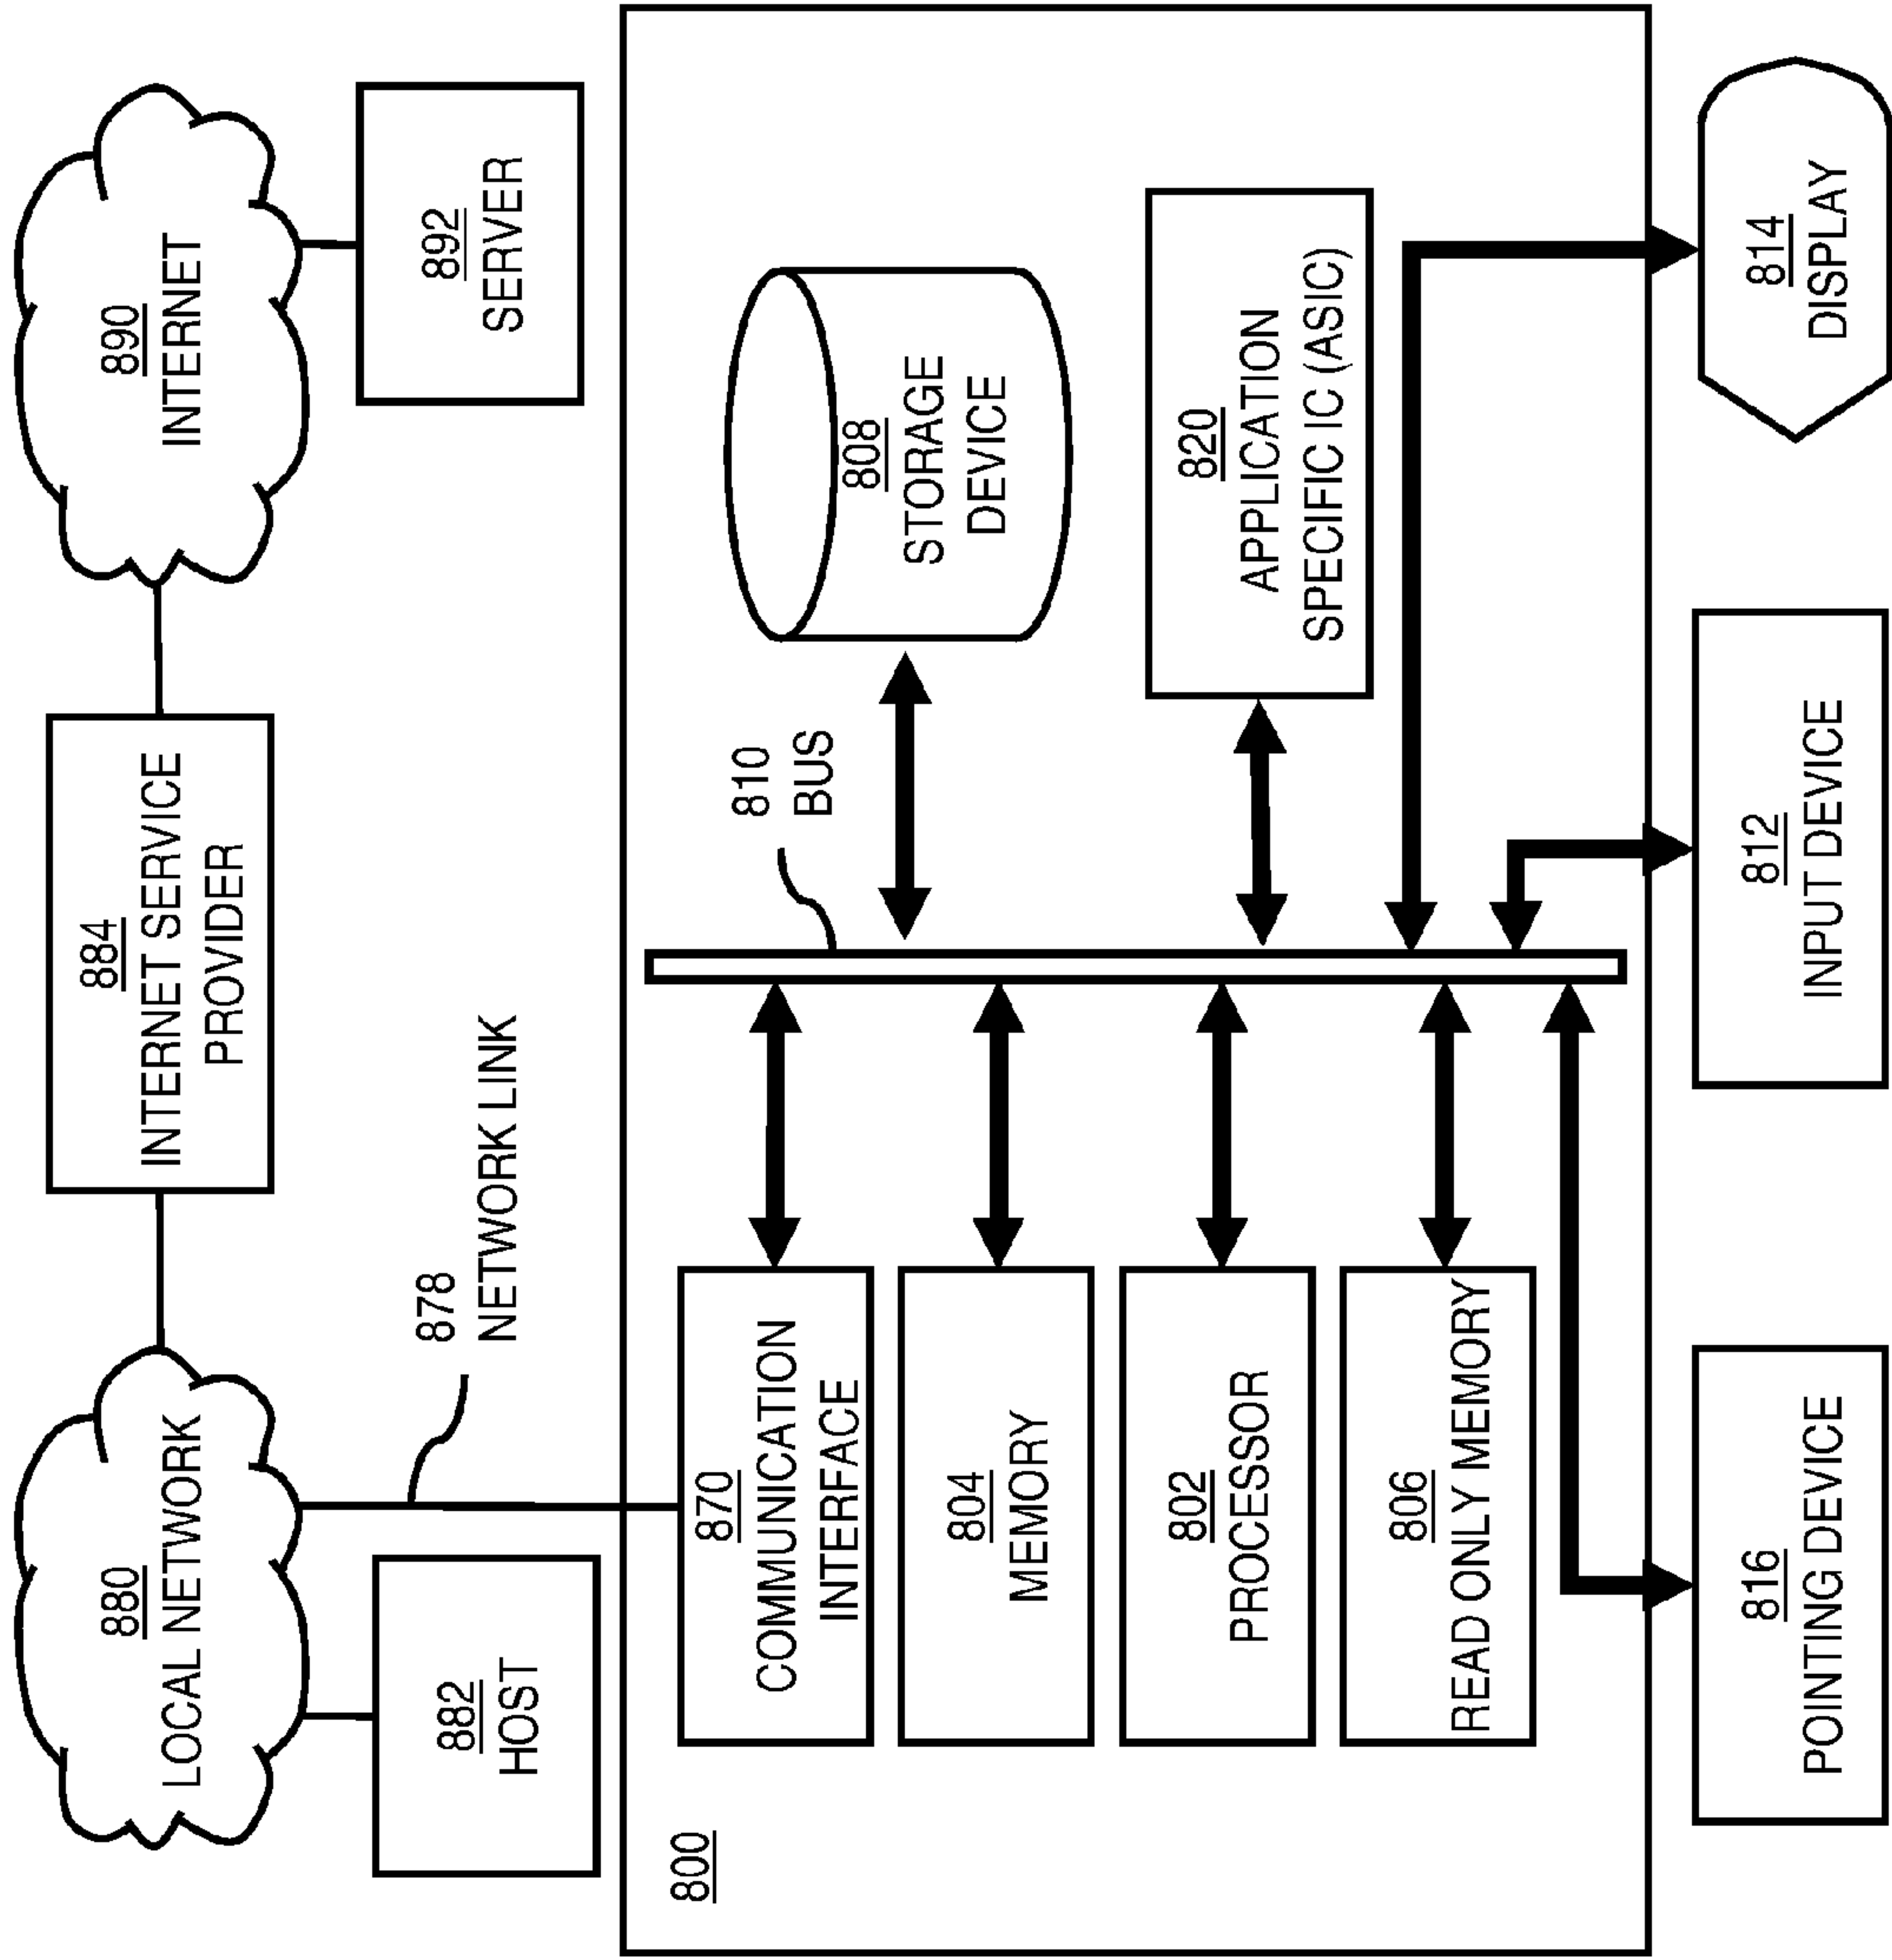 880
LOCAL NETWORK
884
INTERNET SERVICE
PROVIDER
890
INTERNET
882
HOST
878
NETWORK LINK
892
SERVER
800
870
COMMUNICATION
INTERFACE
804
MEMORY
802
PROCESSOR
806
READ ONLY MEMORY
810
BUS
808
STORAGE
DEVICE
820
APPLICATION
SPECIFIC IC (ASIC)
816
POINTING DEVICE
812
INPUT DEVICE
814
DISPLAY